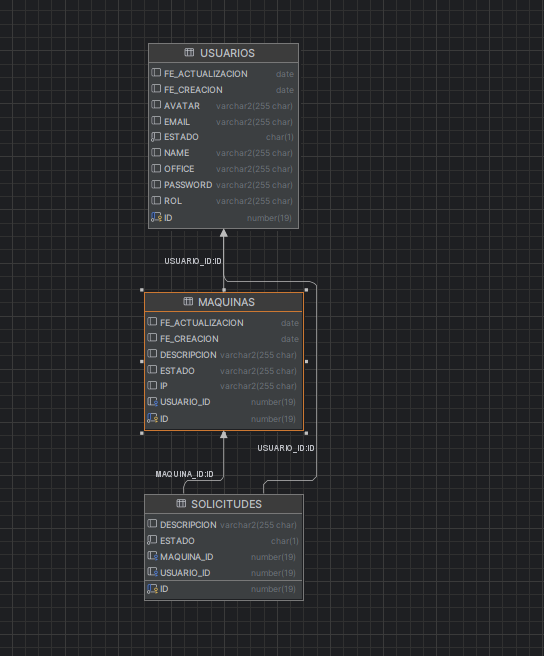 USUARIOS
FE_ACTUALIZACION date
FE_CREACION date
AVATAR varchar2(255 char)
EMAIL varchar2(255 char)
ESTADO char(1)
NAME varchar2(255 char)
OFFICE varchar2(255 char)
PASSWORD varchar2(255 char)
ROL varchar2(255 char)
ID number(19)
USUARIO_ID:ID
MAQUINAS
FE_ACTUALIZACION date
FE_CREACION date
DESCRIPCION varchar2(255 char)
ESTADO varchar2(255 char)
IP varchar2(255 char)
USUARIO_ID number(19)
ID number(19)
USUARIO_ID:ID
MAQUINA_ID:ID
SOLICITUDES
DESCRIPCION varchar2(255 char)
ESTADO char(1)
MAQUINA_ID number(19)
USUARIO_ID number(19)
ID number(19)